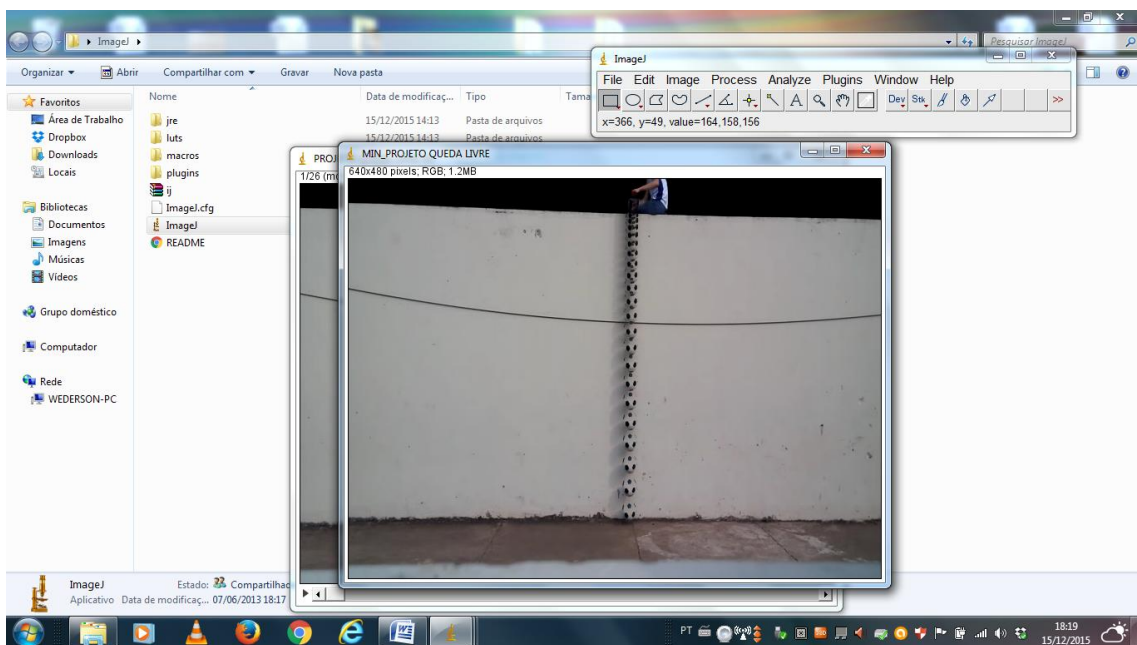 ImageJ
Pesquisar ImageJ
Organizar
Abrir
Compartilhar com
Gravar
Nova pasta
Favoritos
Área de Trabalho
Dropbox
Downloads
Locais
Bibliotecas
Documentos
Imagens
Músicas
Vídeos
Grupo doméstico
Computador
Rede
WEDERSON-PC
Nome
Data de modificaç...
Tipo
Tama
jre
15/12/2015 14:13
Pasta de arquivos
luts
15/12/2015 14:13
Pasta de arquivos
macros
plugins
ij
ImageJ.cfg
ImageJ
README
ImageJ
File Edit Image Process Analyze Plugins Window Help
A
Dev
Stk
>>
x=366, y=49, value=164,158,156
PROJ
1/26 (m
MIN_PROJETO QUEDA LIVRE
640x480 pixels; RGB; 1.2MB
ImageJ
Estado:
Compartilhad
Aplicativo
Data de modificaç... 07/06/2013 18:17
PT
18:19
15/12/2015